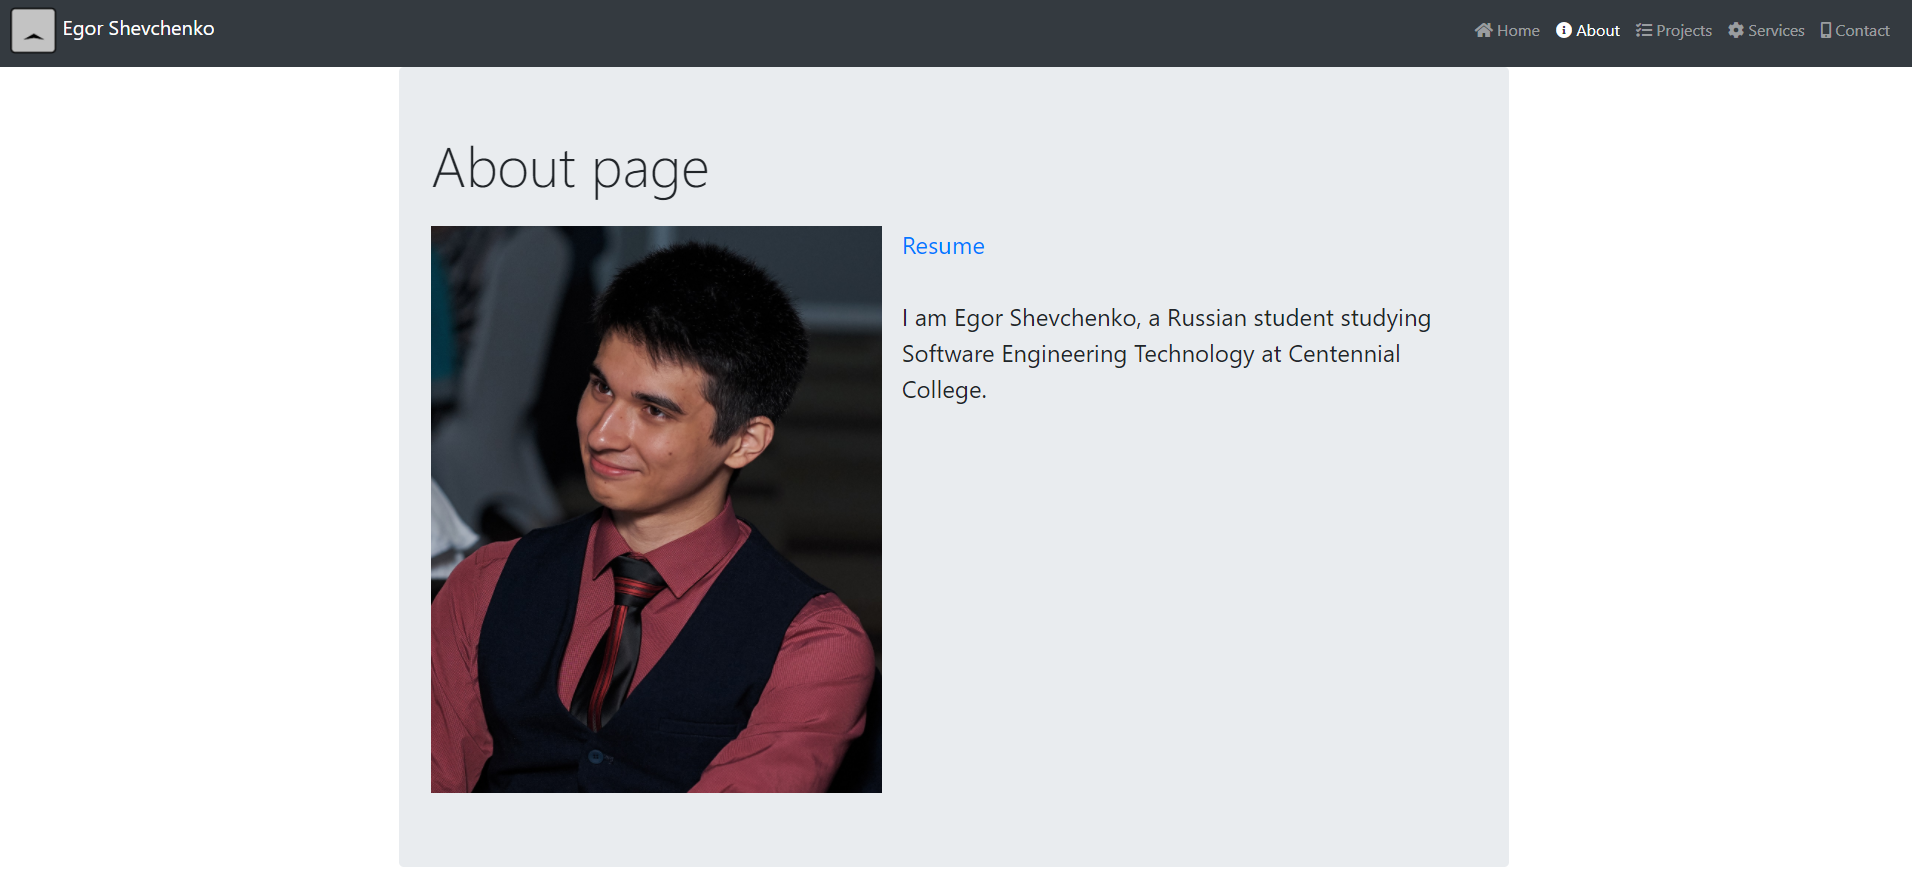 Egor Shevchenko
Home About Projects Services Contact
About page
Resume
I am Egor Shevchenko, a Russian student studying
Software Engineering Technology at Centennial
College.